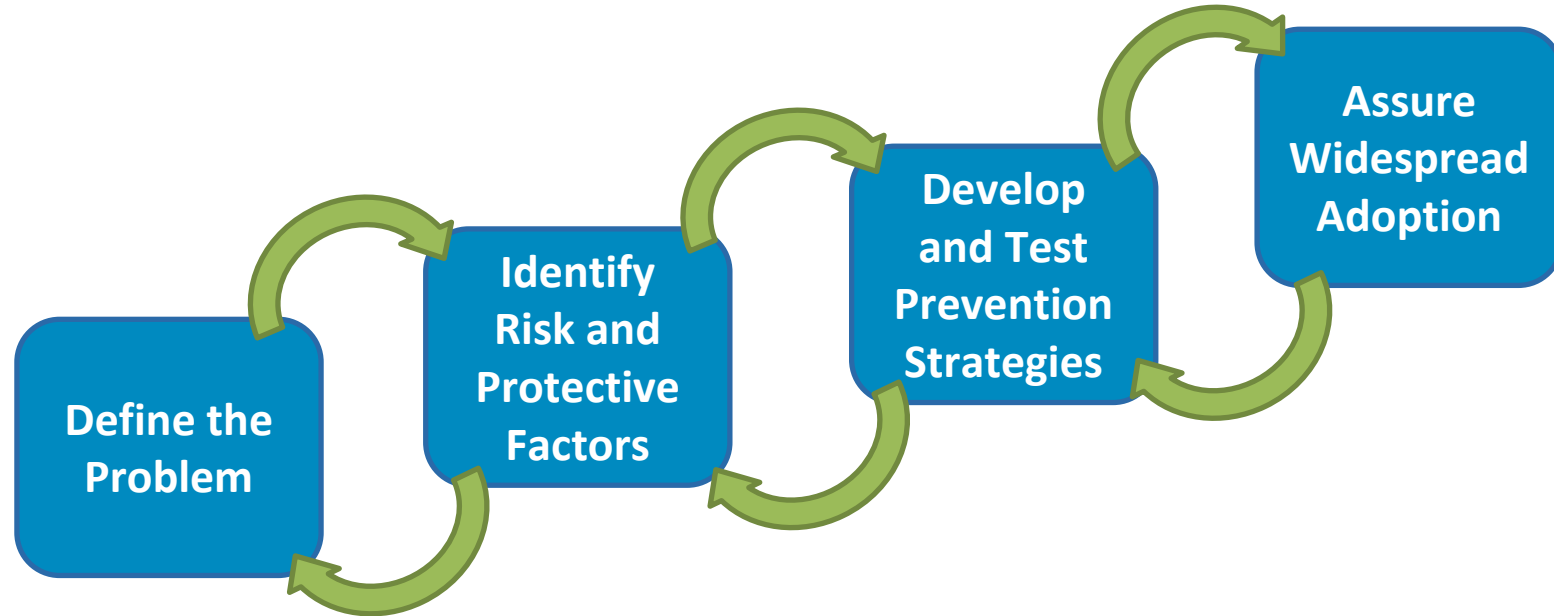 Define the
Problem
Identify
Risk and
Protective
Factors
Develop
and Test
Prevention
Strategies
Assure
Widespread
Adoption